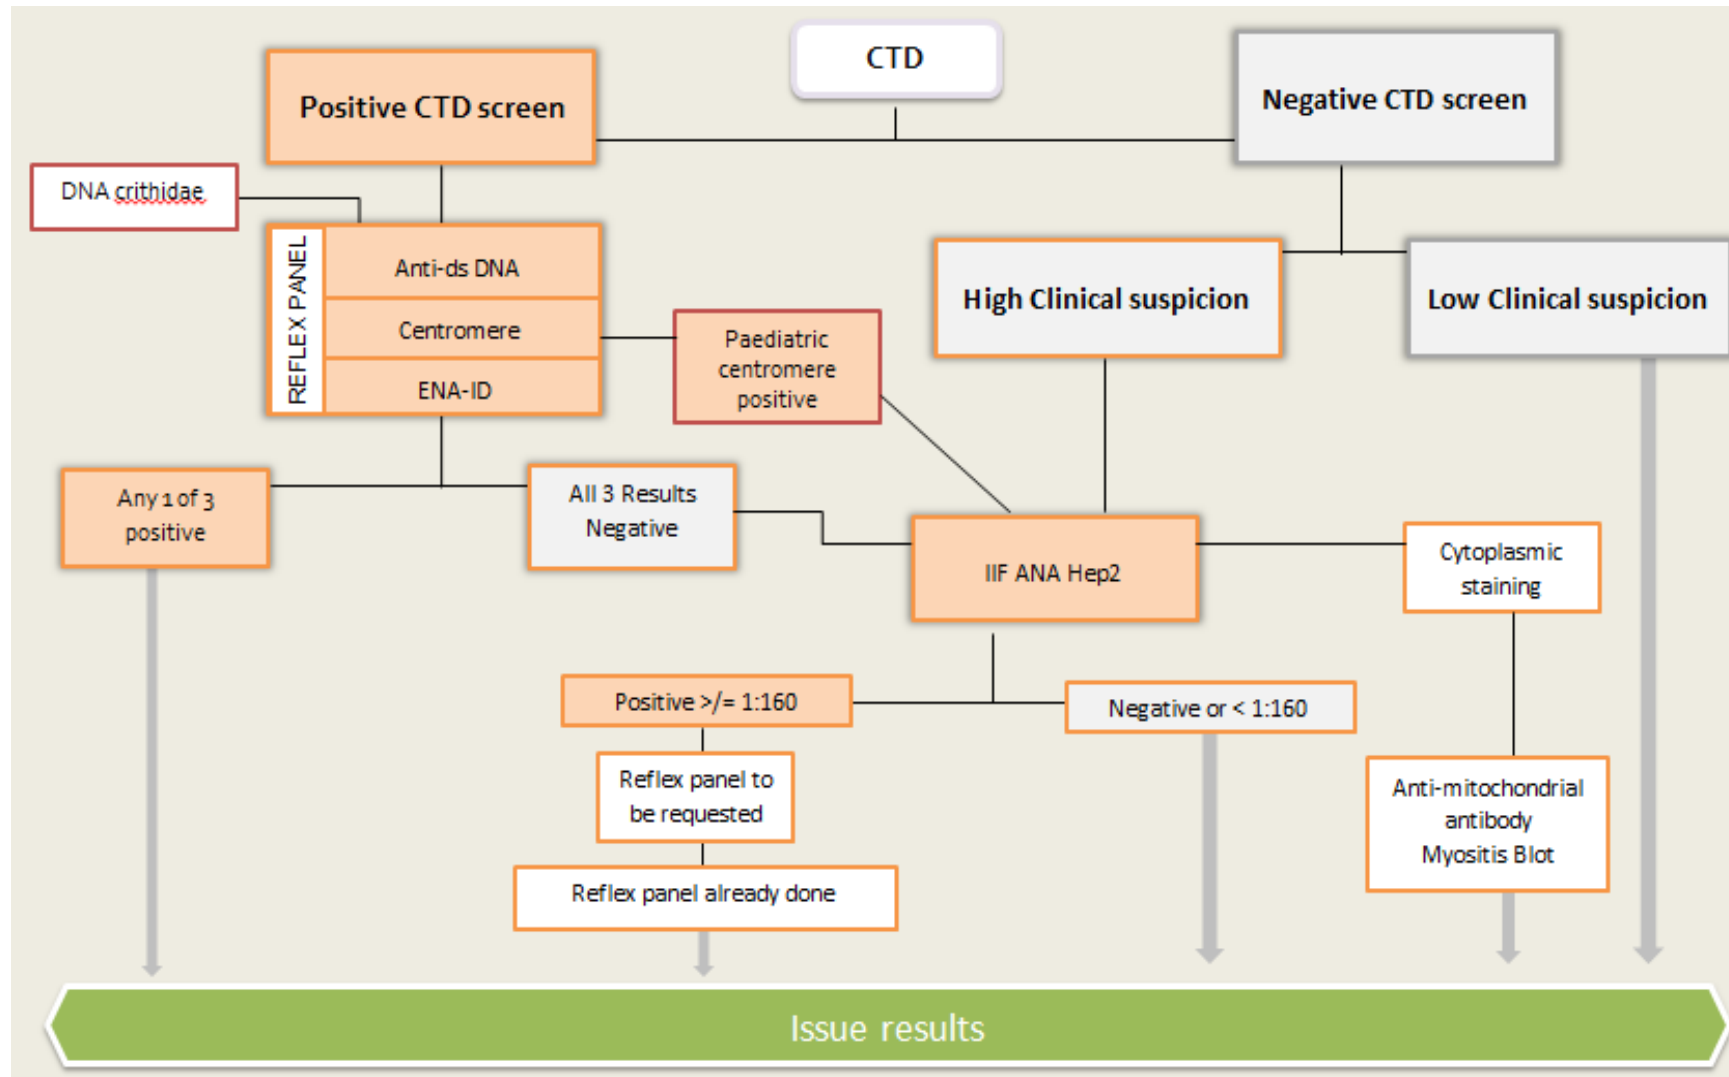 CTD
Positive CTD screen
Negative CTD screen
DNA crithidae
REFLEX PANEL
Anti-ds DNA
Centromere
ENA-ID
Paediatric
centromere
positive
High Clinical suspicion
Low Clinical suspicion
Any 1 of 3
positive
All 3 Results
Negative
IIF ANA Hep2
Cytoplasmic
staining
Positive >/= 1:160
Negative or < 1:160
Reflex panel to
be requested
Reflex panel already done
Anti-mitochondrial
antibody
Myositis Blot
Issue results